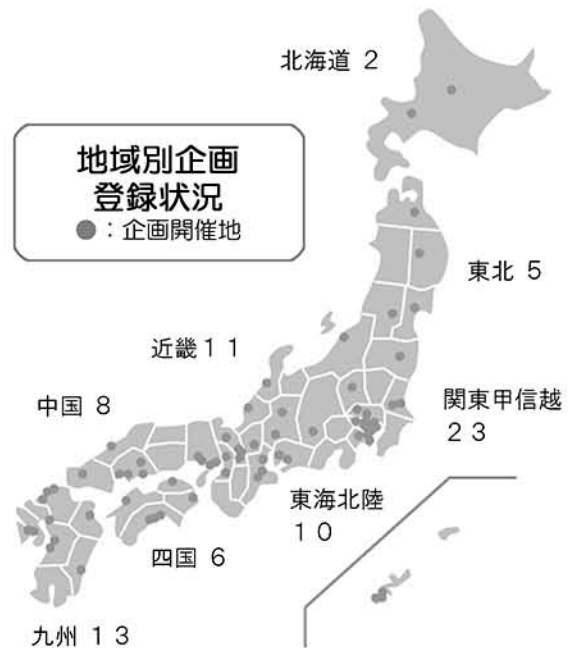 北海道 2
地域別企画
登録状況
●：企画開催地
東北 5
近畿１１
中国 8
関東甲信越
２３
東海北陸
１０
四国 6
九州 １３